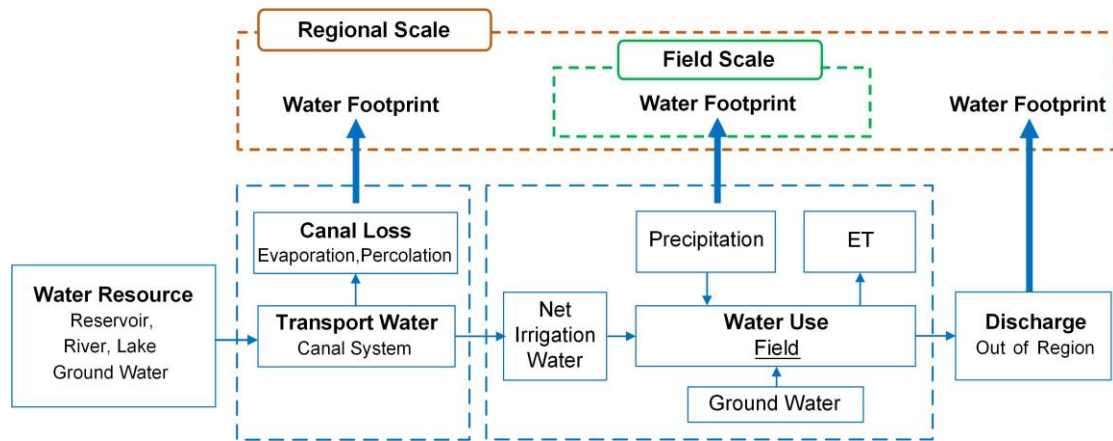 Regional Scale
Field Scale
Water Footprint
Water Footprint
Water Footprint
Canal Loss
Evaporation,Percolation
Precipitation
ET
Water Resource
Reservoir,
River, Lake
Ground Water
Transport Water
Canal System
Net
Irrigation
Water
Water Use
Field
Discharge
Out of Region
Ground Water